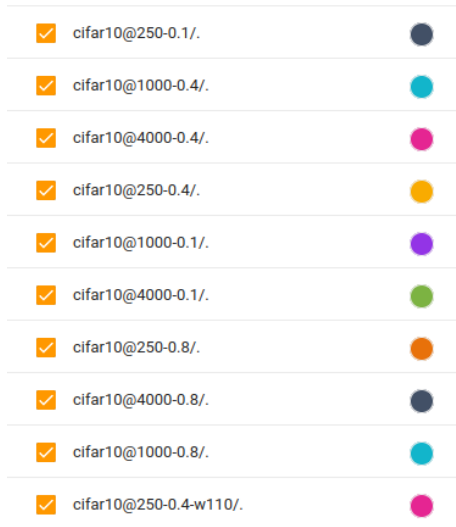 cifar10@250-0.1/.
cifar10@1000-0.4/.
cifar10@4000-0.4/.
cifar10@250-0.4/.
cifar10@1000-0.1/.
cifar10@4000-0.1/.
cifar10@250-0.8/.
cifar10@4000-0.8/.
cifar10@1000-0.8/.
cifar10@250-0.4-w110/.